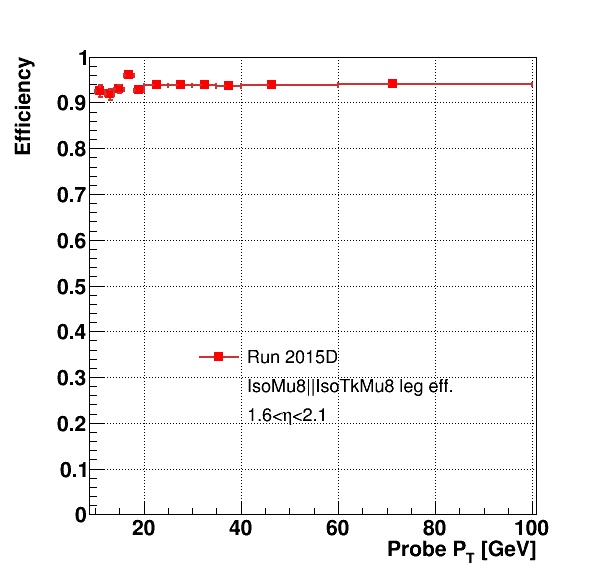 Efficiency
1
0.9
0.8
0.7
0.6
0.5
0.4
0.3
0.2
0.1
0
Run 2015D
IsoMu8||IsoTkMu8 leg eff.
1.6<η<2.1
20 40 60 80 100
Probe P_T [GeV]